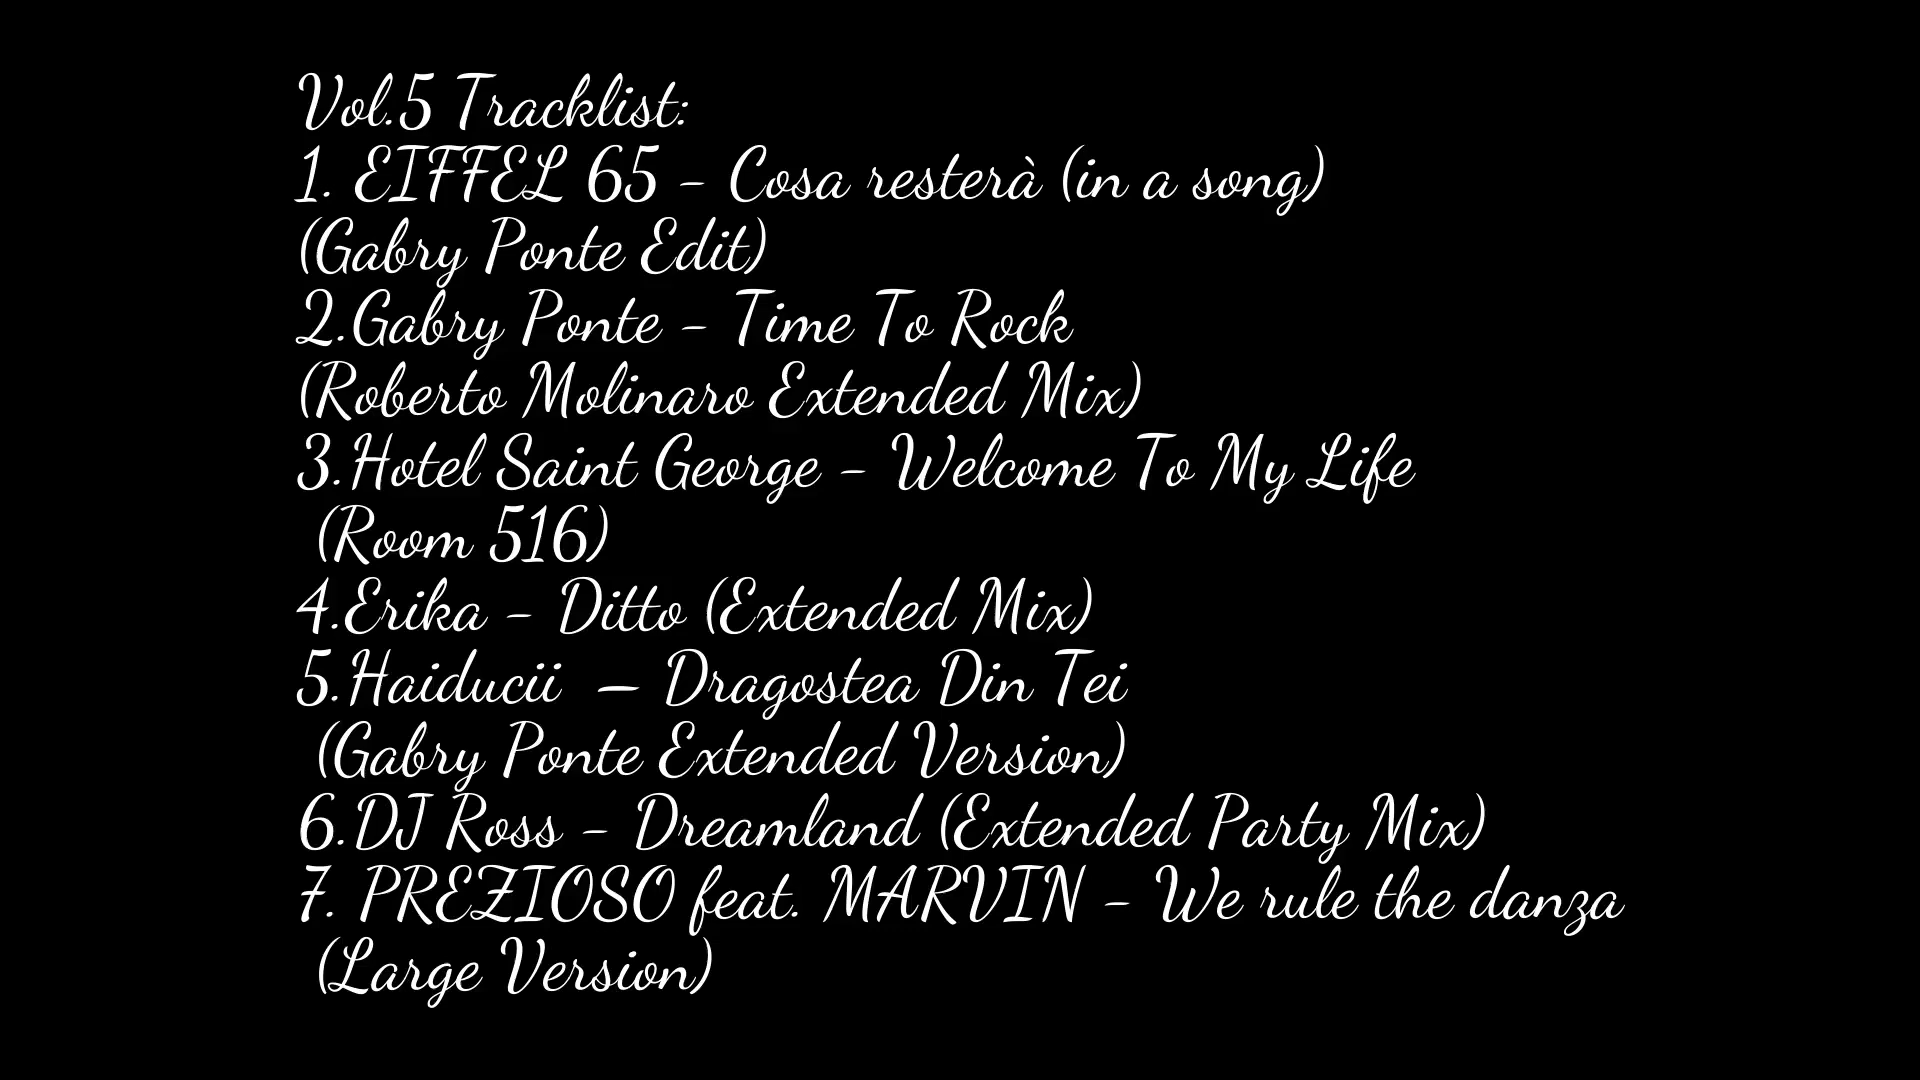 Vol.5 Tracklist:
1. EIFFEL 65 - Cosa resterà (in a song)
(Gabry Ponte Edit)
2.Gabry Ponte - Time To Rock
(Roberto Molinaro Extended Mix)
3.Hotel Saint George - Welcome To My Life
(Room 516)
4.Erika - Ditto (Extended Mix)
5.Haiducii – Dragostea Din Tei
(Gabry Ponte Extended Version)
6.DJ Ross - Dreamland (Extended Party Mix)
7. PREZIOSO feat. MARVIN - We rule the danza
(Large Version)